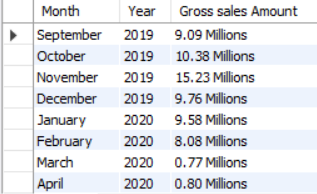 Month Year Gross sales Amount
September 2019 9.09 Millions
October 2019 10.38 Millions
November 2019 15.23 Millions
December 2019 9.76 Millions
January 2020 9.58 Millions
February 2020 8.08 Millions
March 2020 0.77 Millions
April 2020 0.80 Millions